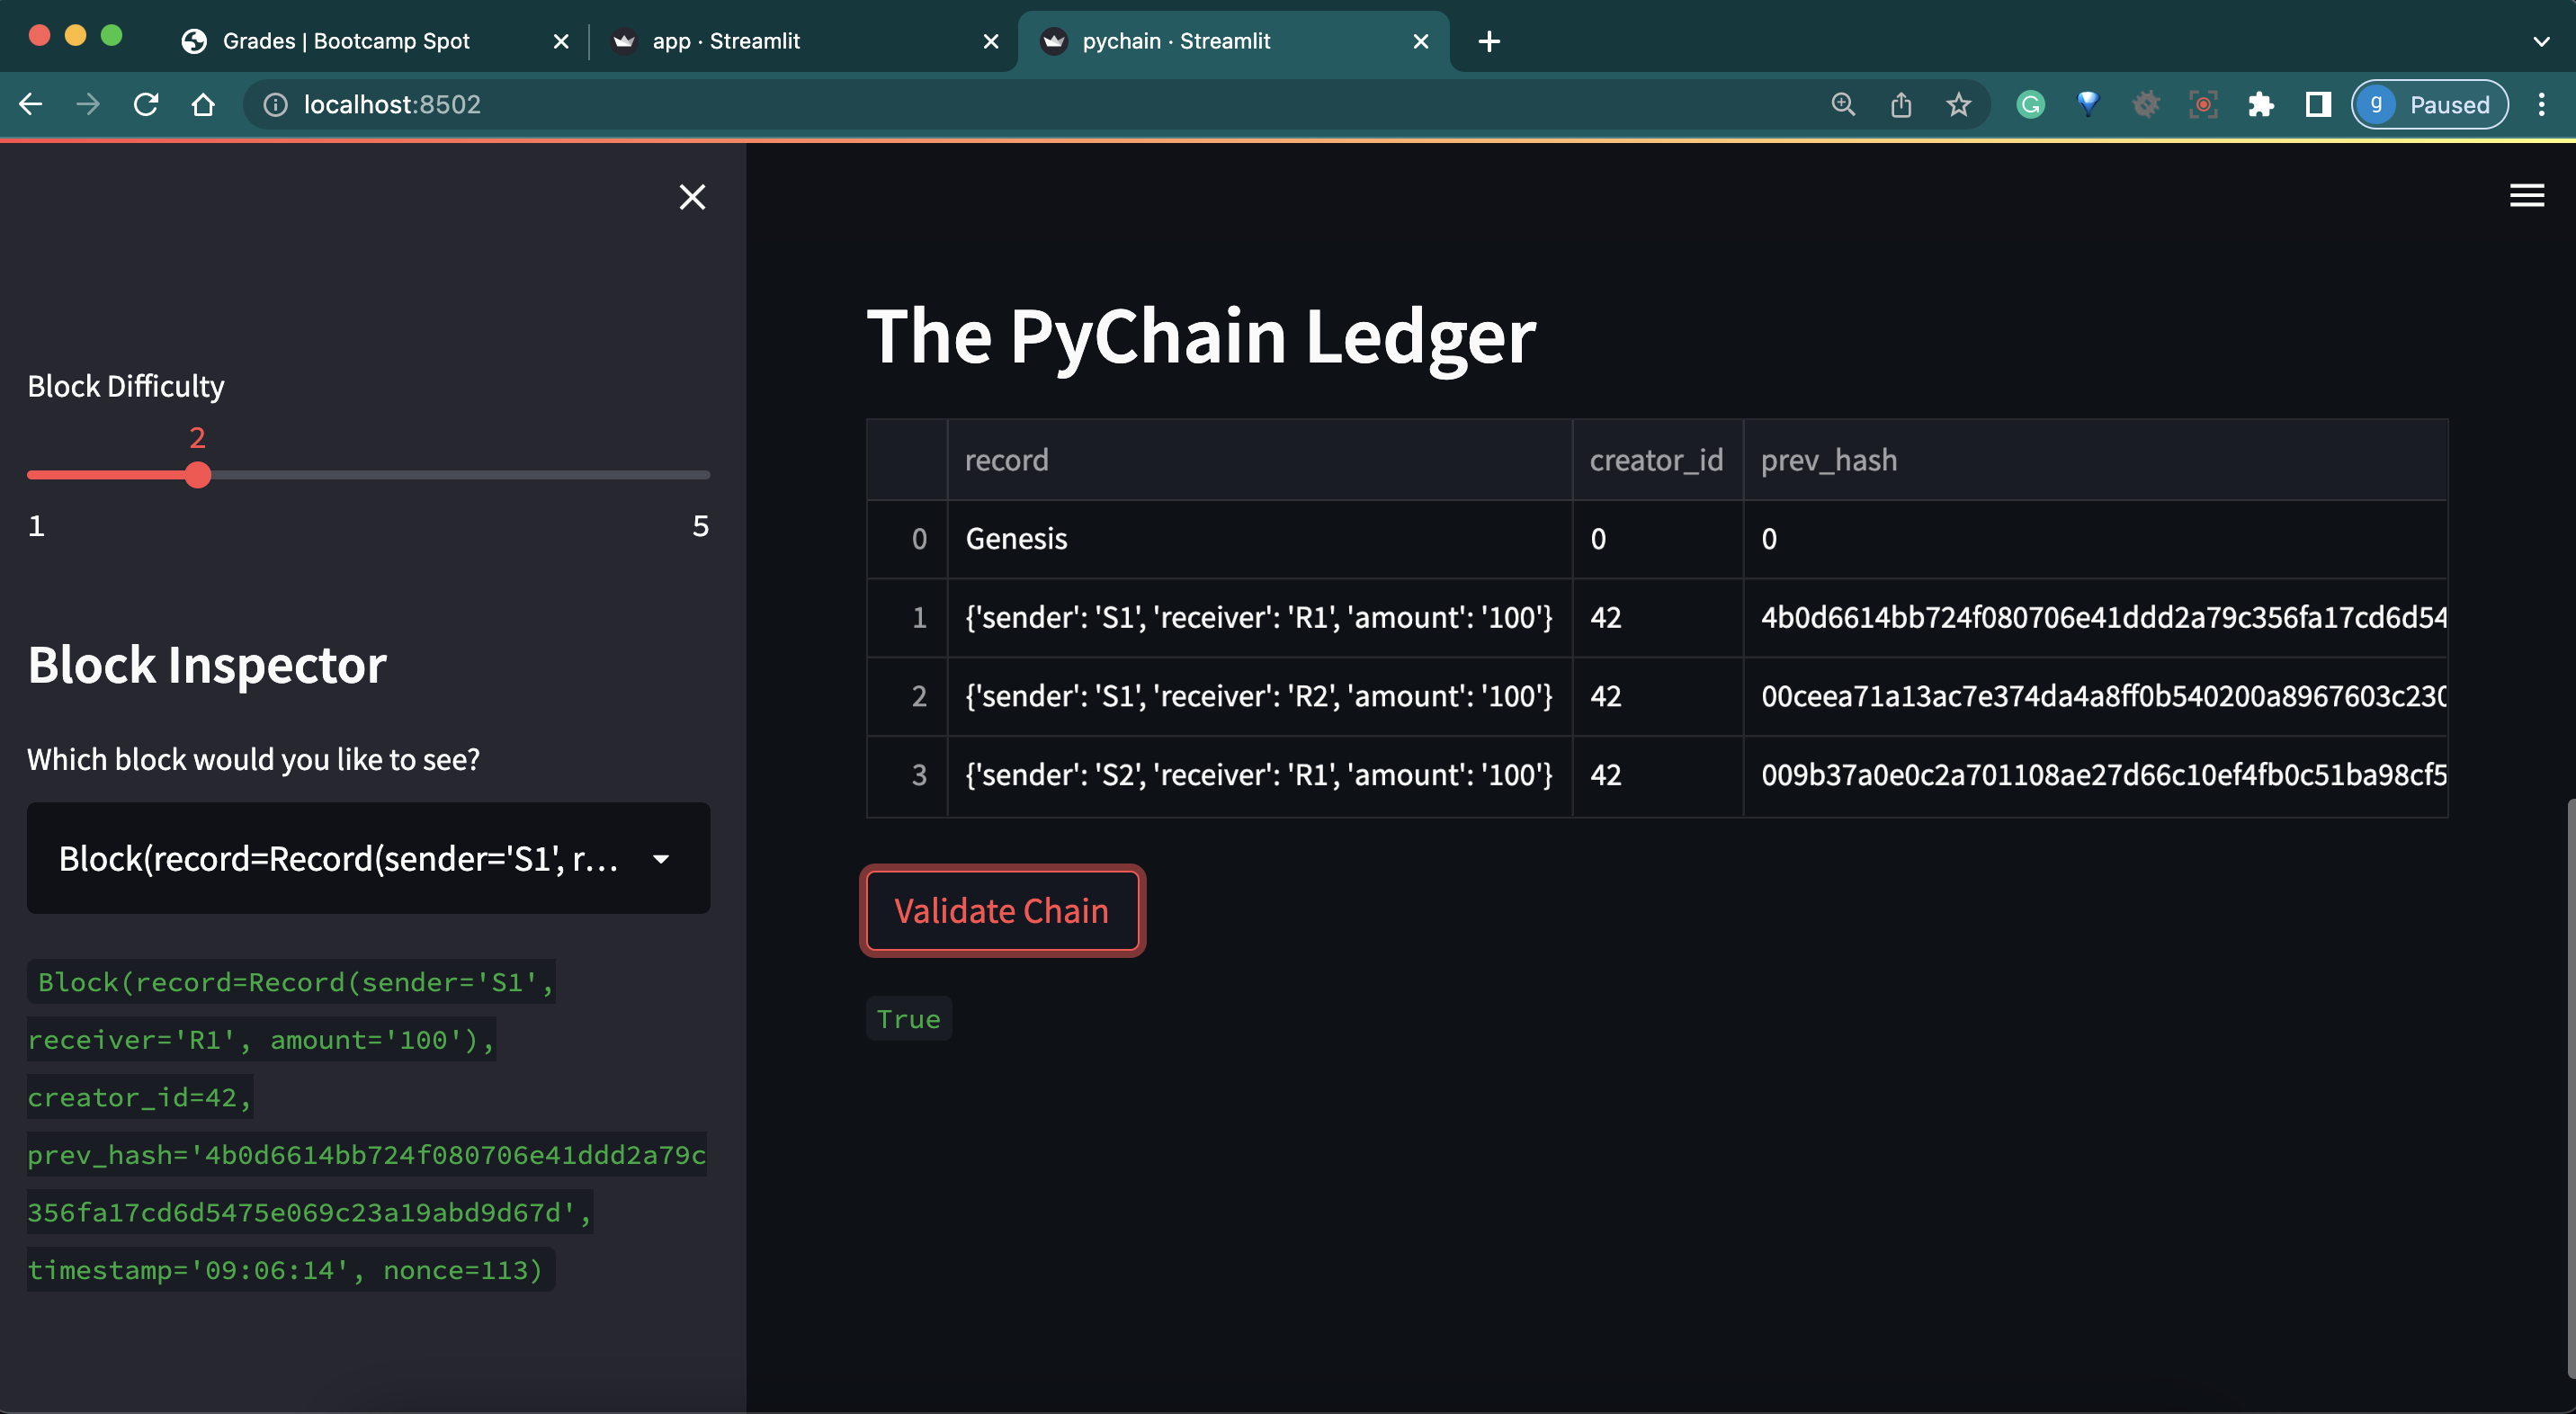 Grades | Bootcamp Spot
app · Streamlit
pychain · Streamlit
localhost:8502
G
g Paused
Block Difficulty
2
1 5
Block Inspector
Which block would you like to see?
Block(record=Record(sender='S1', r...
Block(record=Record(sender='S1',
receiver='R1', amount='100'),
creator_id=42,
prev_hash='4b0d6614bb724f080706e41ddd2a79c
356fa17cd6d5475e069c23a19abd9d67d',
timestamp='09:06:14', nonce=113)
The PyChain Ledger
record creator_id prev_hash
0 Genesis 0 0
1 {'sender': 'S1', 'receiver': 'R1', 'amount': '100'} 42 4b0d6614bb724f080706e41ddd2a79c356fa17cd6d54
2 {'sender': 'S1', 'receiver': 'R2', 'amount': '100'} 42 00ceea71a13ac7e374da4a8ff0b540200a8967603c230
3 {'sender': 'S2', 'receiver': 'R1', 'amount': '100'} 42 009b37a0e0c2a701108ae27d66c10ef4fb0c51ba98cf5
Validate Chain
True